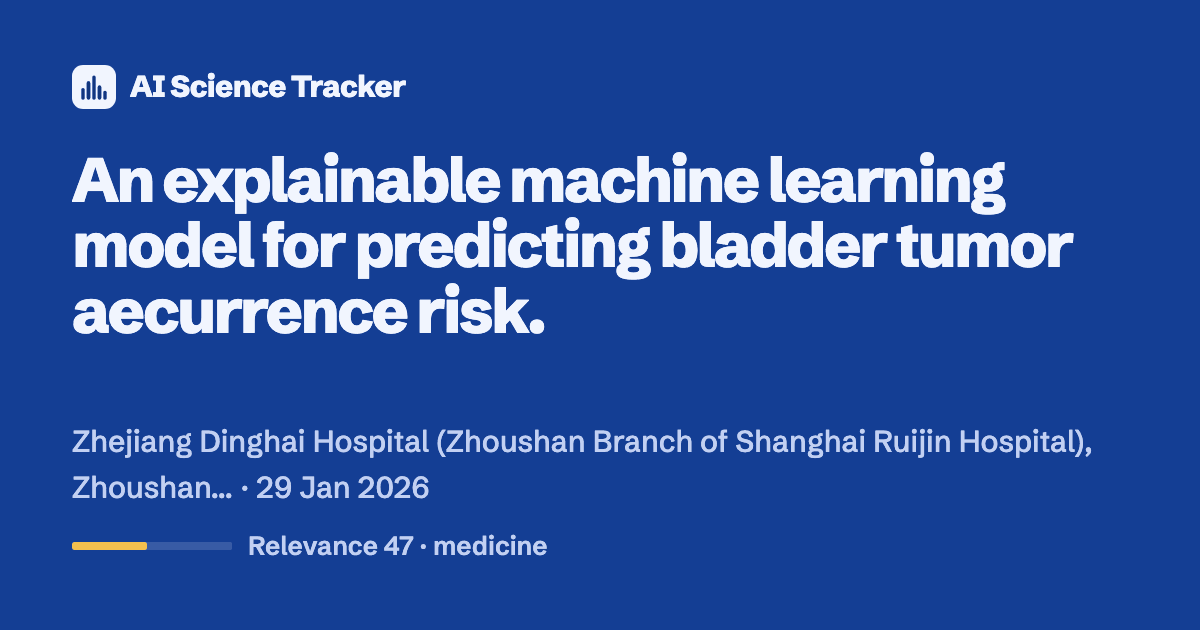 AI Science Tracker
An explainable machine learning
model for predicting bladder tumor
aecurrence risk.
Zhejiang Dinghai Hospital (Zhoushan Branch of Shanghai Ruijin Hospital),
Zhoushan... · 29 Jan 2026
Relevance 47 · medicine